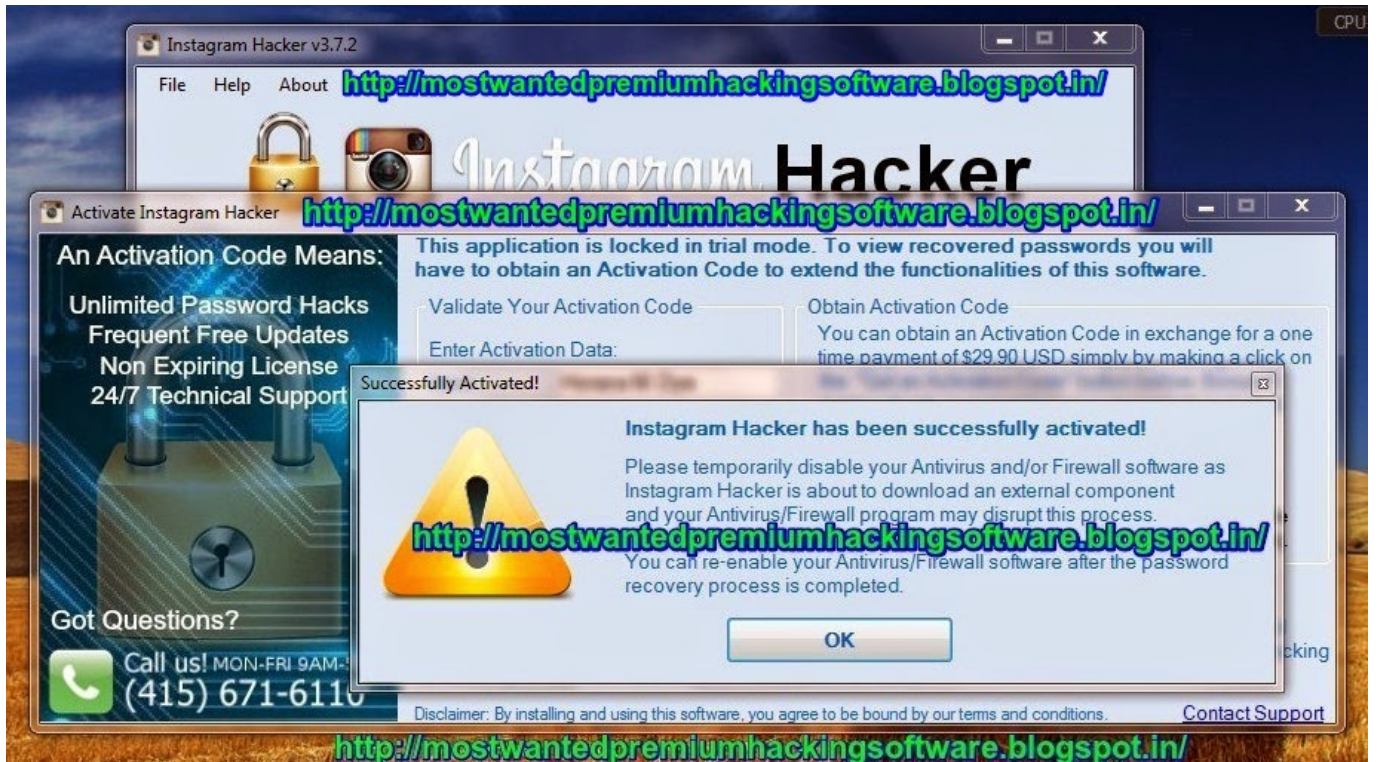 CPU
Instagram Hacker v3.7.2
File Help About
http://mostwantedpremiumhackingsoftware.blogspot.in/
Instagram Hacker
Activate Instagram Hacker
http://mostwantedpremiumhackingsoftware.blogspot.in/
An Activation Code Means:
Unlimited Password Hacks
Frequent Free Updates
Non Expiring License
24/7 Technical Support
Got Questions?
Call us! MON-FRI 9AM-
(415) 671-6110
This application is locked in trial mode. To view recovered passwords you will
have to obtain an Activation Code to extend the functionalities of this software.
Validate Your Activation Code
Enter Activation Data:
Obtain Activation Code
You can obtain an Activation Code in exchange for a one
time payment of $29.90 USD simply by making a click on
Successfully Activated!
Instagram Hacker has been successfully activated!
Please temporarily disable your Antivirus and/or Firewall software as
Instagram Hacker is about to download an external component
and your Antivirus/Firewall program may disrupt this process.
http://mostwantedpremiumhackingsoftware.blogspot.in/
You can re-enable your Antivirus/Firewall software after the password
recovery process is completed.
OK
cking
Disclaimer: By installing and using this software, you agree to be bound by our terms and conditions.
Contact Support
http://mostwantedpremiumhackingsoftware.blogspot.in/